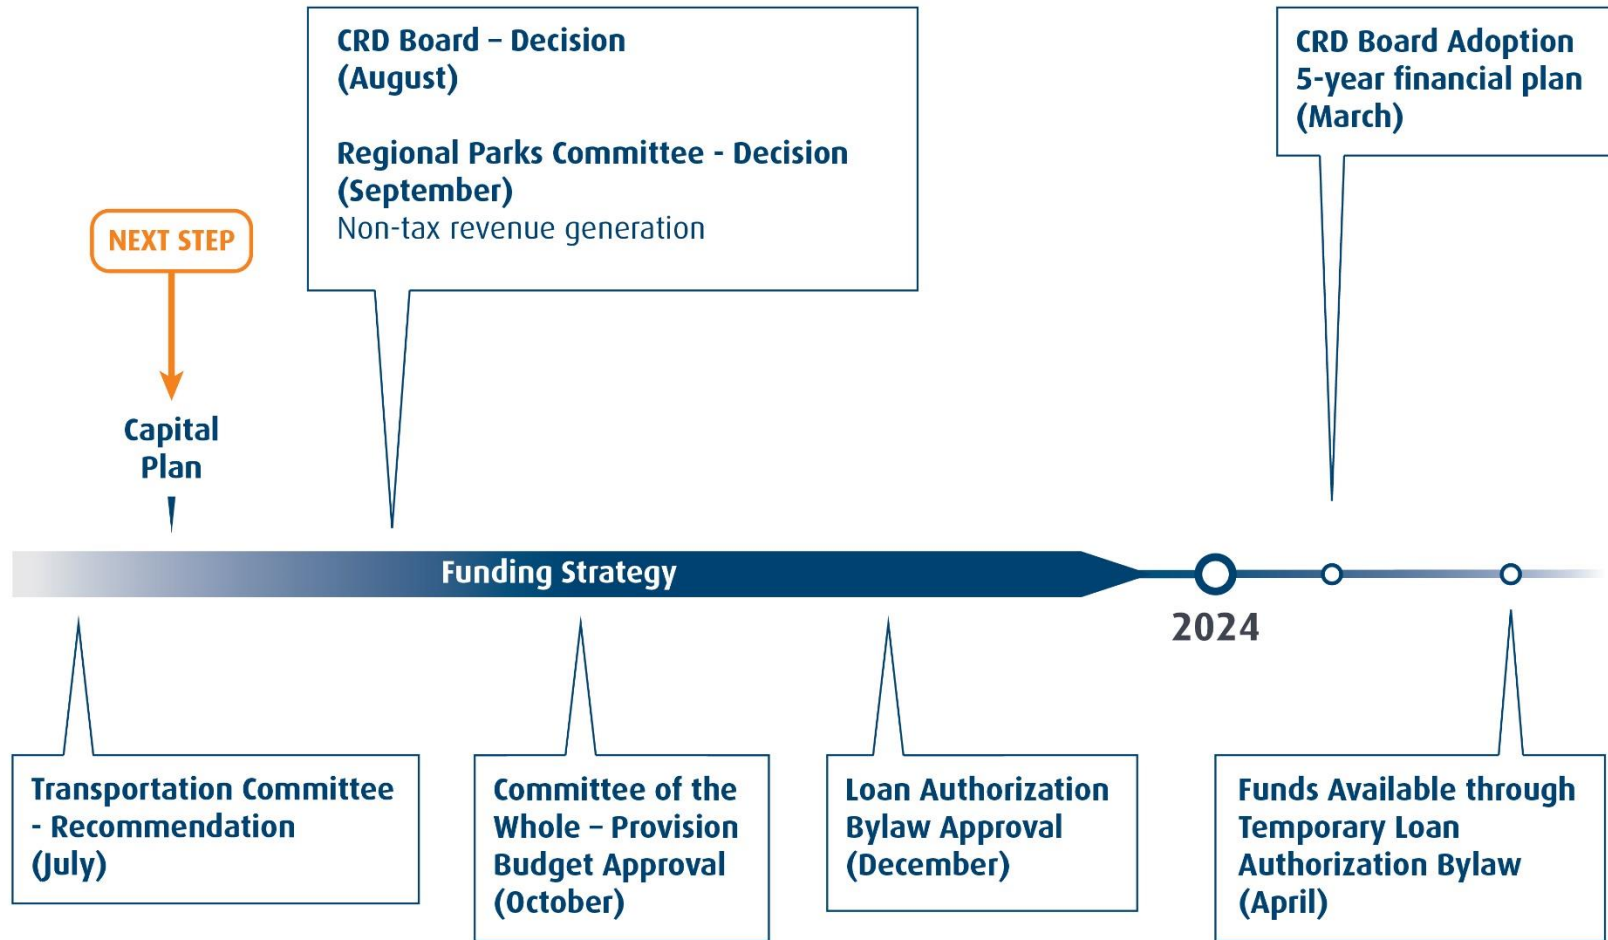 CRD Board – Decision
(August)
Regional Parks Committee - Decision
(September)
Non-tax revenue generation
CRD Board Adoption
5-year financial plan
(March)
NEXT STEP
Capital
Plan
Funding Strategy
2024
Transportation Committee
- Recommendation
(July)
Committee of the
Whole – Provision
Budget Approval
(October)
Loan Authorization
Bylaw Approval
(December)
Funds Available through
Temporary Loan
Authorization Bylaw
(April)